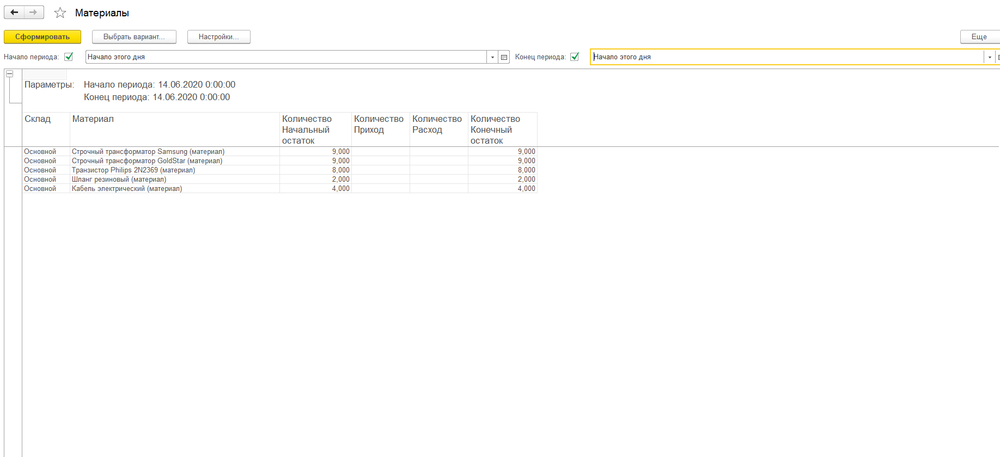 Материалы
Сформировать Выбрать вариант... Настройки... Еще
Начало периода: Начало этого дня Конец периода: Начало этого дня
Параметры: Начало периода: 14.06.2020 0:00:00
Конец периода: 14.06.2020 0:00:00
Склад Материал Количество Количество Количество Количество
Начальный Приход Расход Конечный
остаток остаток
Основной Строчный трансформатор Samsung (материал) 9,000 9,000
Основной Строчный трансформатор GoldStar (материал) 9,000 9,000
Основной Транзистор Philips 2N2369 (материал) 8,000 8,000
Основной Шланг резиновый (материал) 2,000 2,000
Основной Кабель электрический (материал) 4,000 4,000